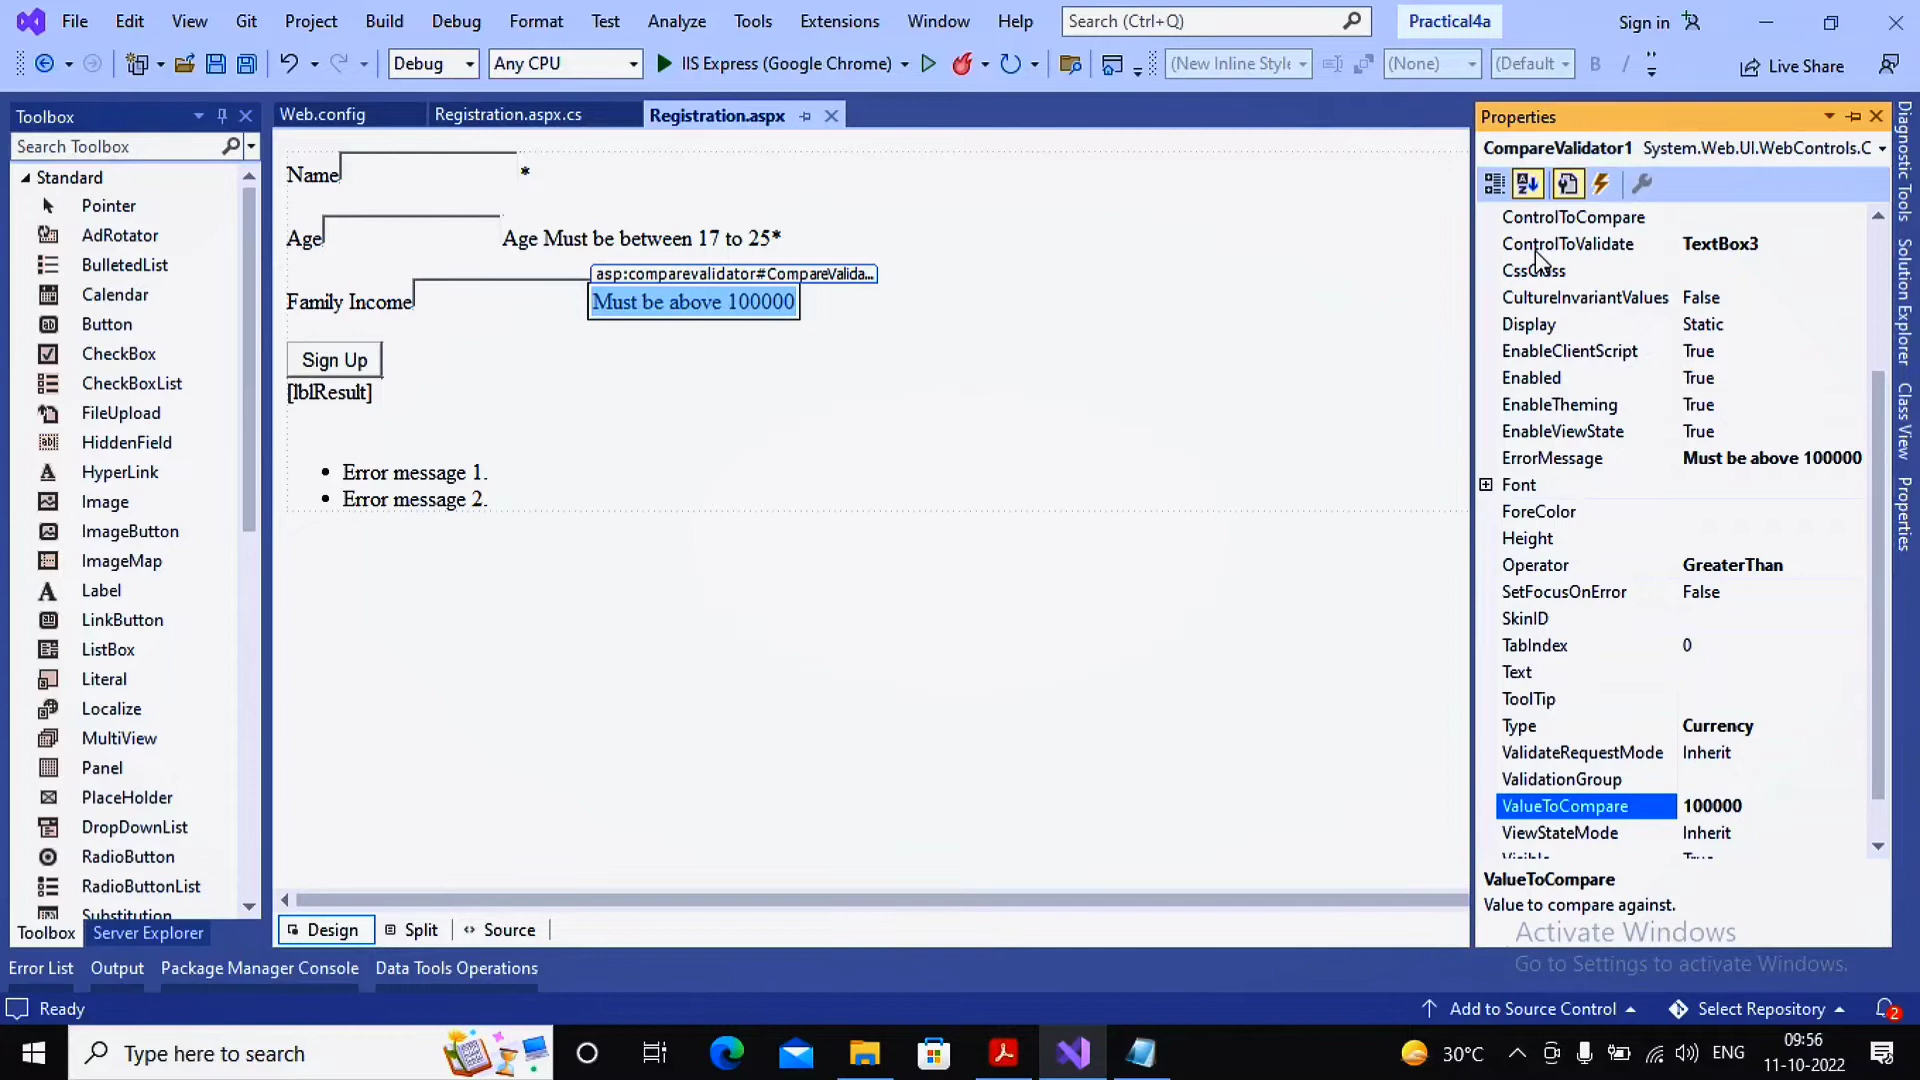 File Edit View Git Project Build Debug Format Test Analyze Tools Extensions Window Help Search (Ctrl+Q) Practical4a Sign in
Debug Any CPU IIS Express (Google Chrome) (New Inline Style (None) (Default B I Live Share
Toolbox
Search Toolbox
Standard
Pointer
AdRotator
BulletedList
Calendar
Button
CheckBox
CheckBoxList
FileUpload
HiddenField
HyperLink
Image
ImageButton
ImageMap
Label
LinkButton
ListBox
Literal
Localize
MultiView
Panel
PlaceHolder
DropDownList
RadioButton
RadioButtonList
Substitution
Toolbox Server Explorer
Web.config Registration.aspx.cs Registration.aspx
Name *
Age Age Must be between 17 to 25*
asp:comparevalidator#CompareValida...
Family Income Must be above 100000
Sign Up
[lblResult]
• Error message 1.
• Error message 2.
Design Split Source
Properties
CompareValidator1 System.Web.UI.WebControls.C
ControlToCompare
ControlToValidate TextBox3
CssClass
CultureInvariantValues False
Display Static
EnableClientScript True
Enabled True
EnableTheming True
EnableViewState True
ErrorMessage Must be above 100000
Font
ForeColor
Height
Operator GreaterThan
SetFocusOnError False
SkinID
TabIndex 0
Text
ToolTip
Type Currency
ValidateRequestMode Inherit
ValidationGroup
ValueToCompare 100000
ViewStateMode Inherit
Visible True
ValueToCompare
Value to compare against.
Activate Windows
Go to Settings to activate Windows.
Diagnostic Tools
Solution Explorer
Class View
Properties
Error List Output Package Manager Console Data Tools Operations
Ready Add to Source Control Select Repository 2
Type here to search 30°C ENG 09:56
11-10-2022